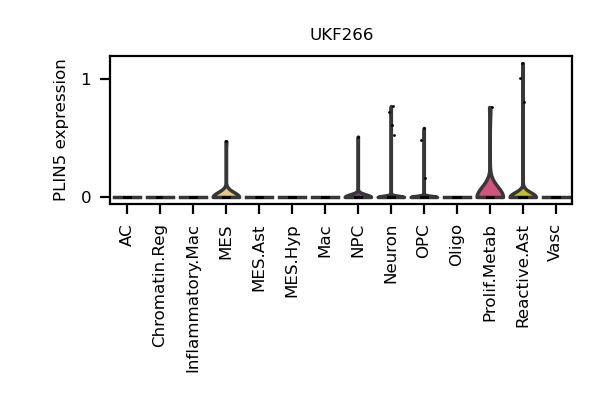 UKF266
PLIN5 expression
1
0
AC
Chromatin.Reg
Inflammatory.Mac
MES
MES.Ast
MES.Hyp
Mac
NPC
Neuron
OPC
Oligo
Prolif.Metab
Reactive.Ast
Vasc